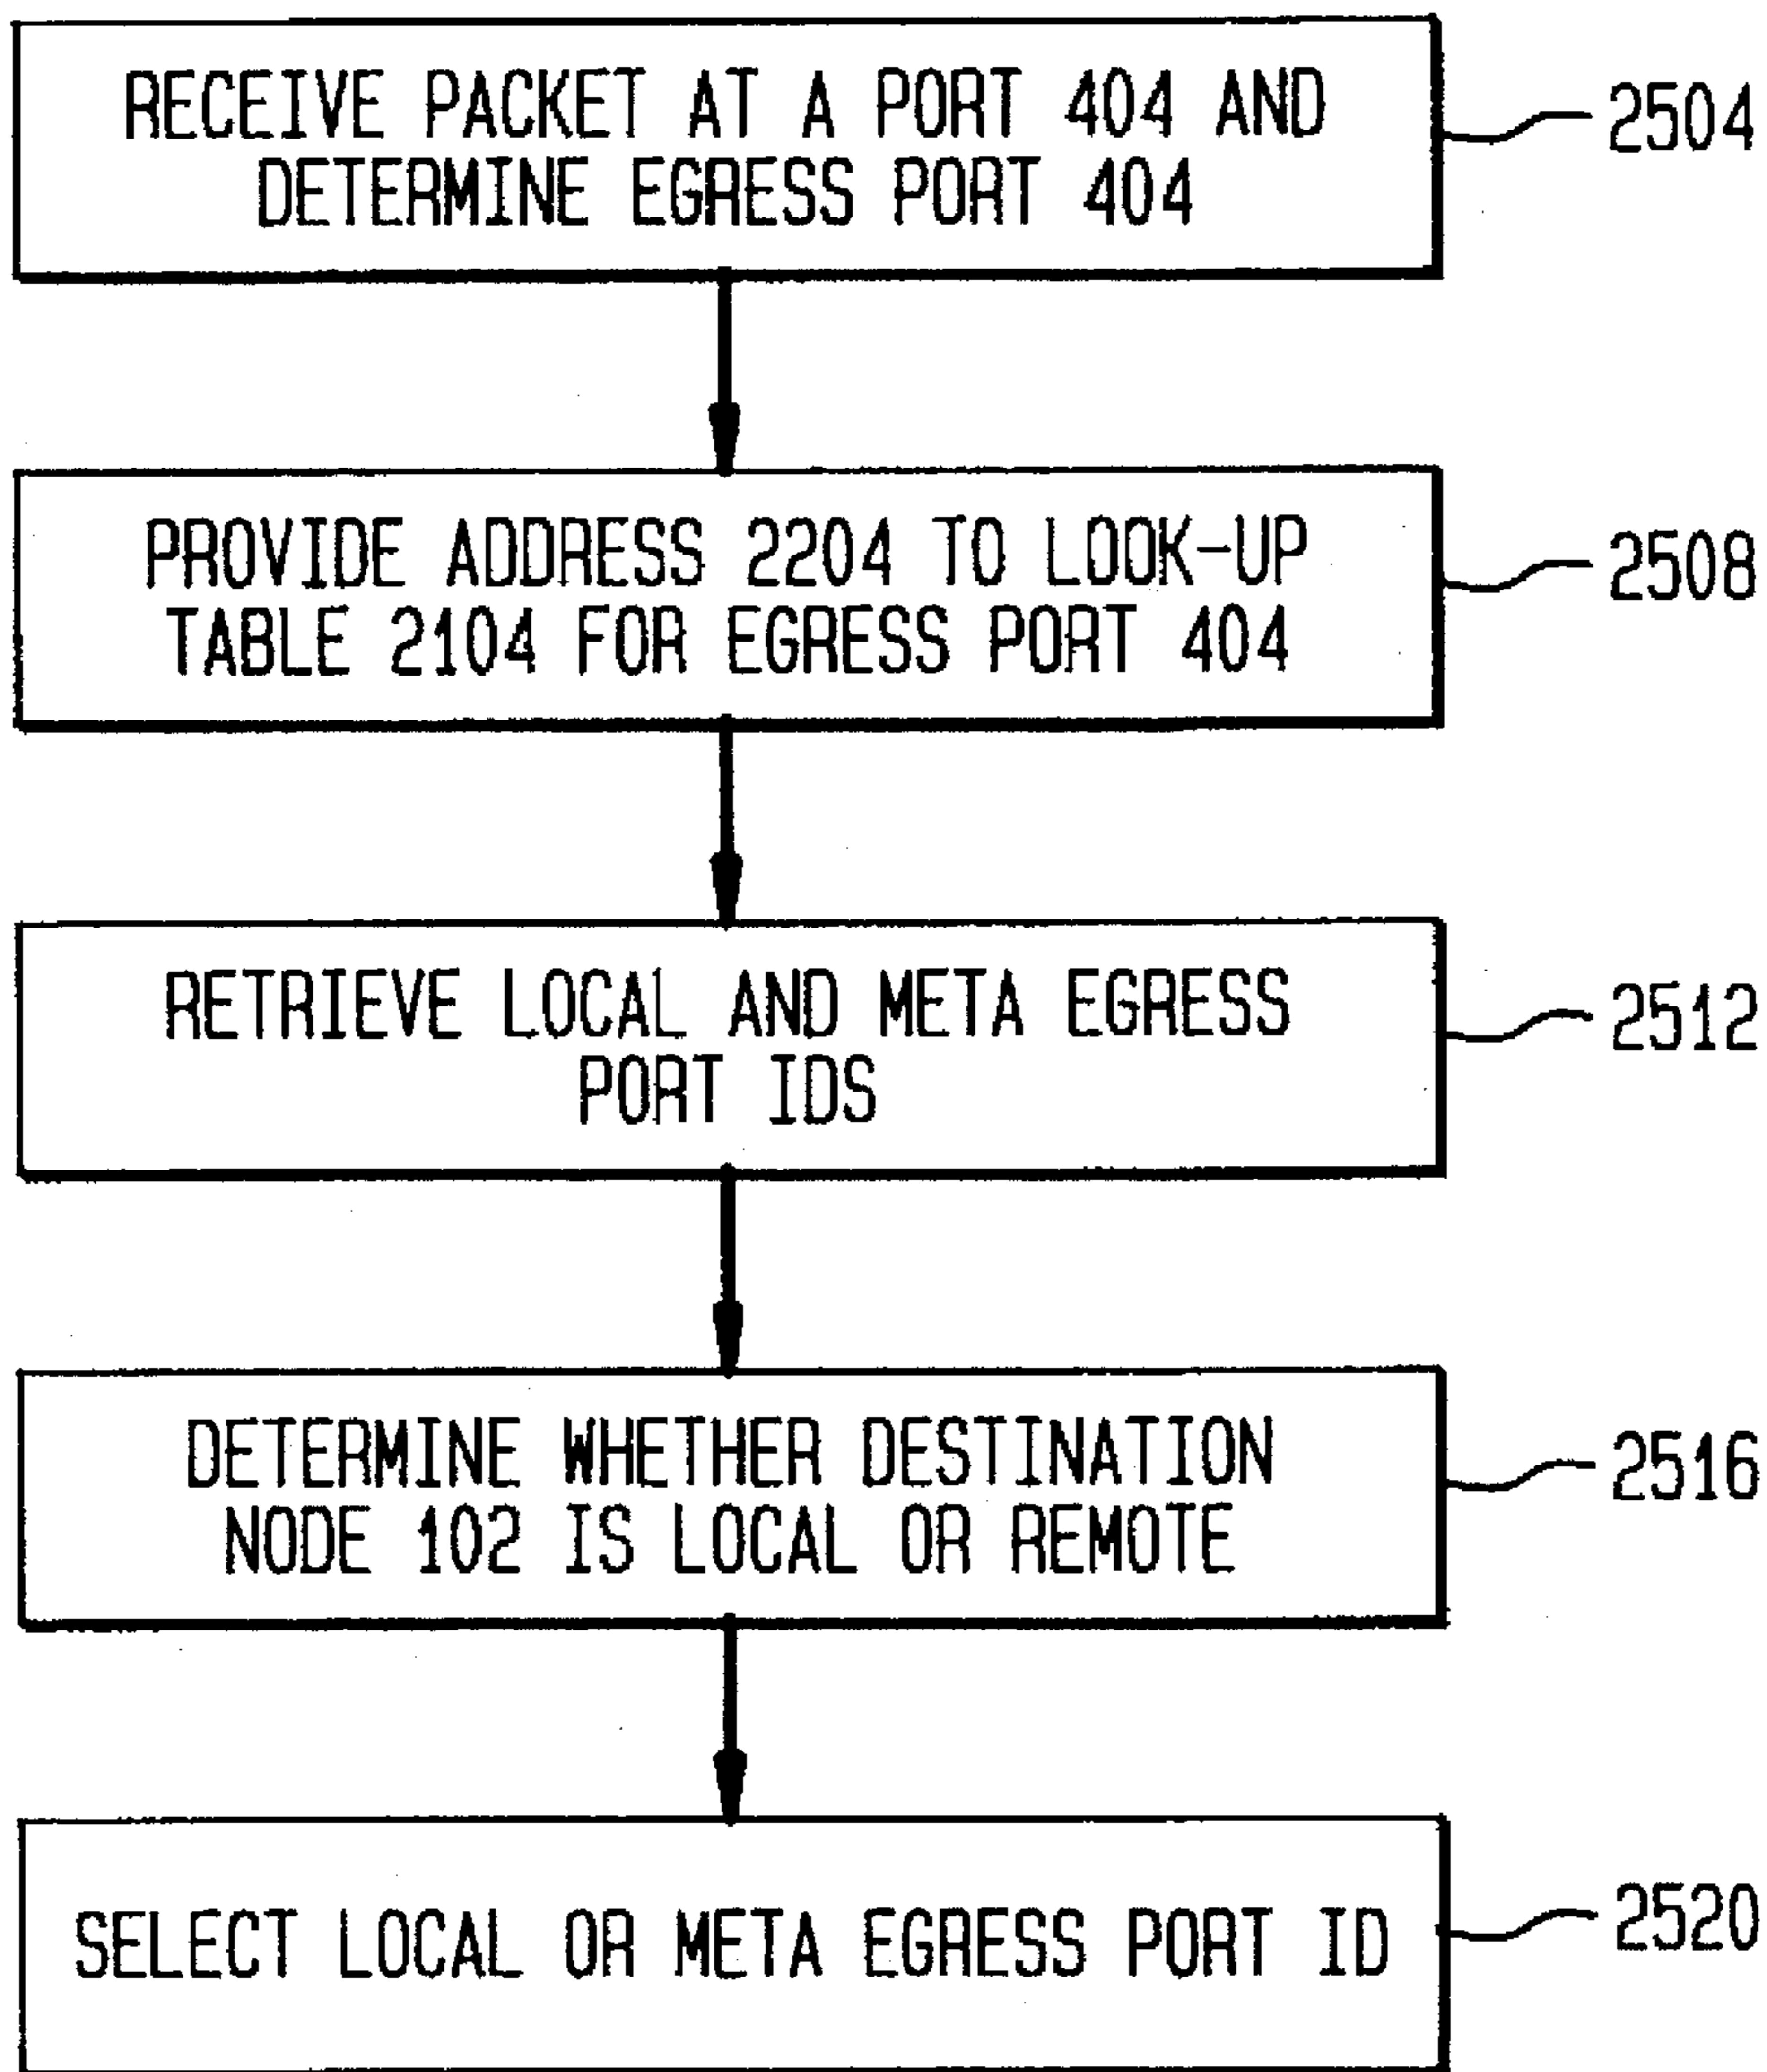 RECEIVE PACKET AT A PORT 404 AND
DETERMINE EGRESS PORT 404
2504
PROVIDE ADDRESS 2204 TO LOOK-UP
TABLE 2104 FOR EGRESS PORT 404
2508
RETRIEVE LOCAL AND META EGRESS
PORT IDS
2512
DETERMINE WHETHER DESTINATION
NODE 102 IS LOCAL OR REMOTE
2516
SELECT LOCAL OR META EGRESS PORT ID
2520